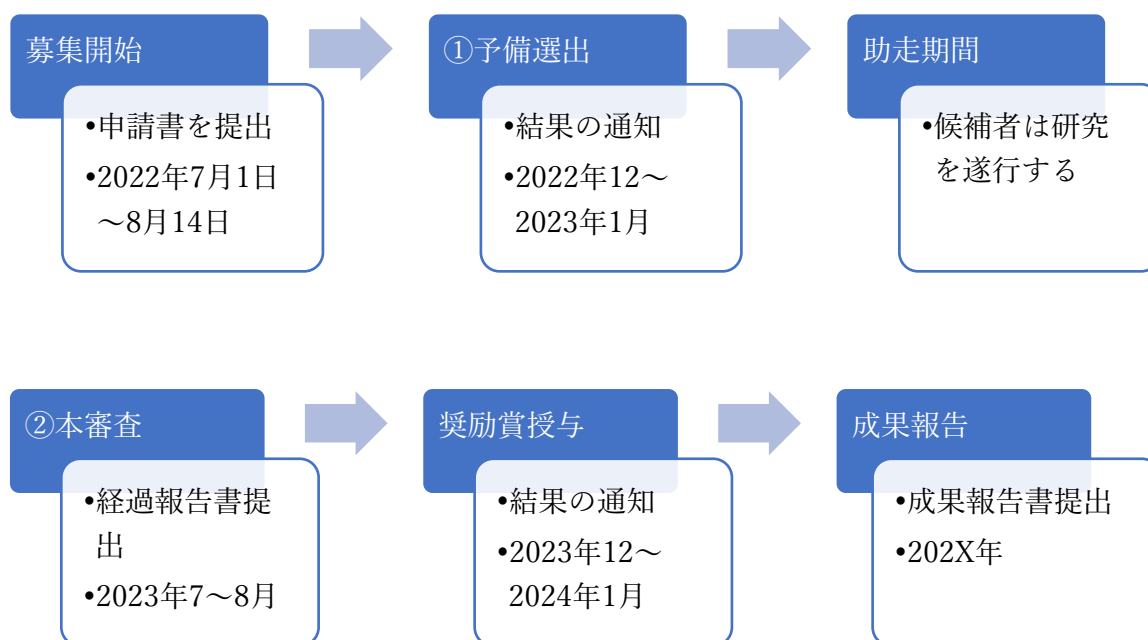 募集開始
•申請書を提出
•2022年7月1日
～8月14日
①予備選出
•結果の通知
•2022年12～
2023年1月
助走期間
•候補者は研究
を遂行する
②本審査
•経過報告書提
出
•2023年7～8月
奨励賞授与
•結果の通知
•2023年12～
2024年1月
成果報告
•成果報告書提出
•202X年